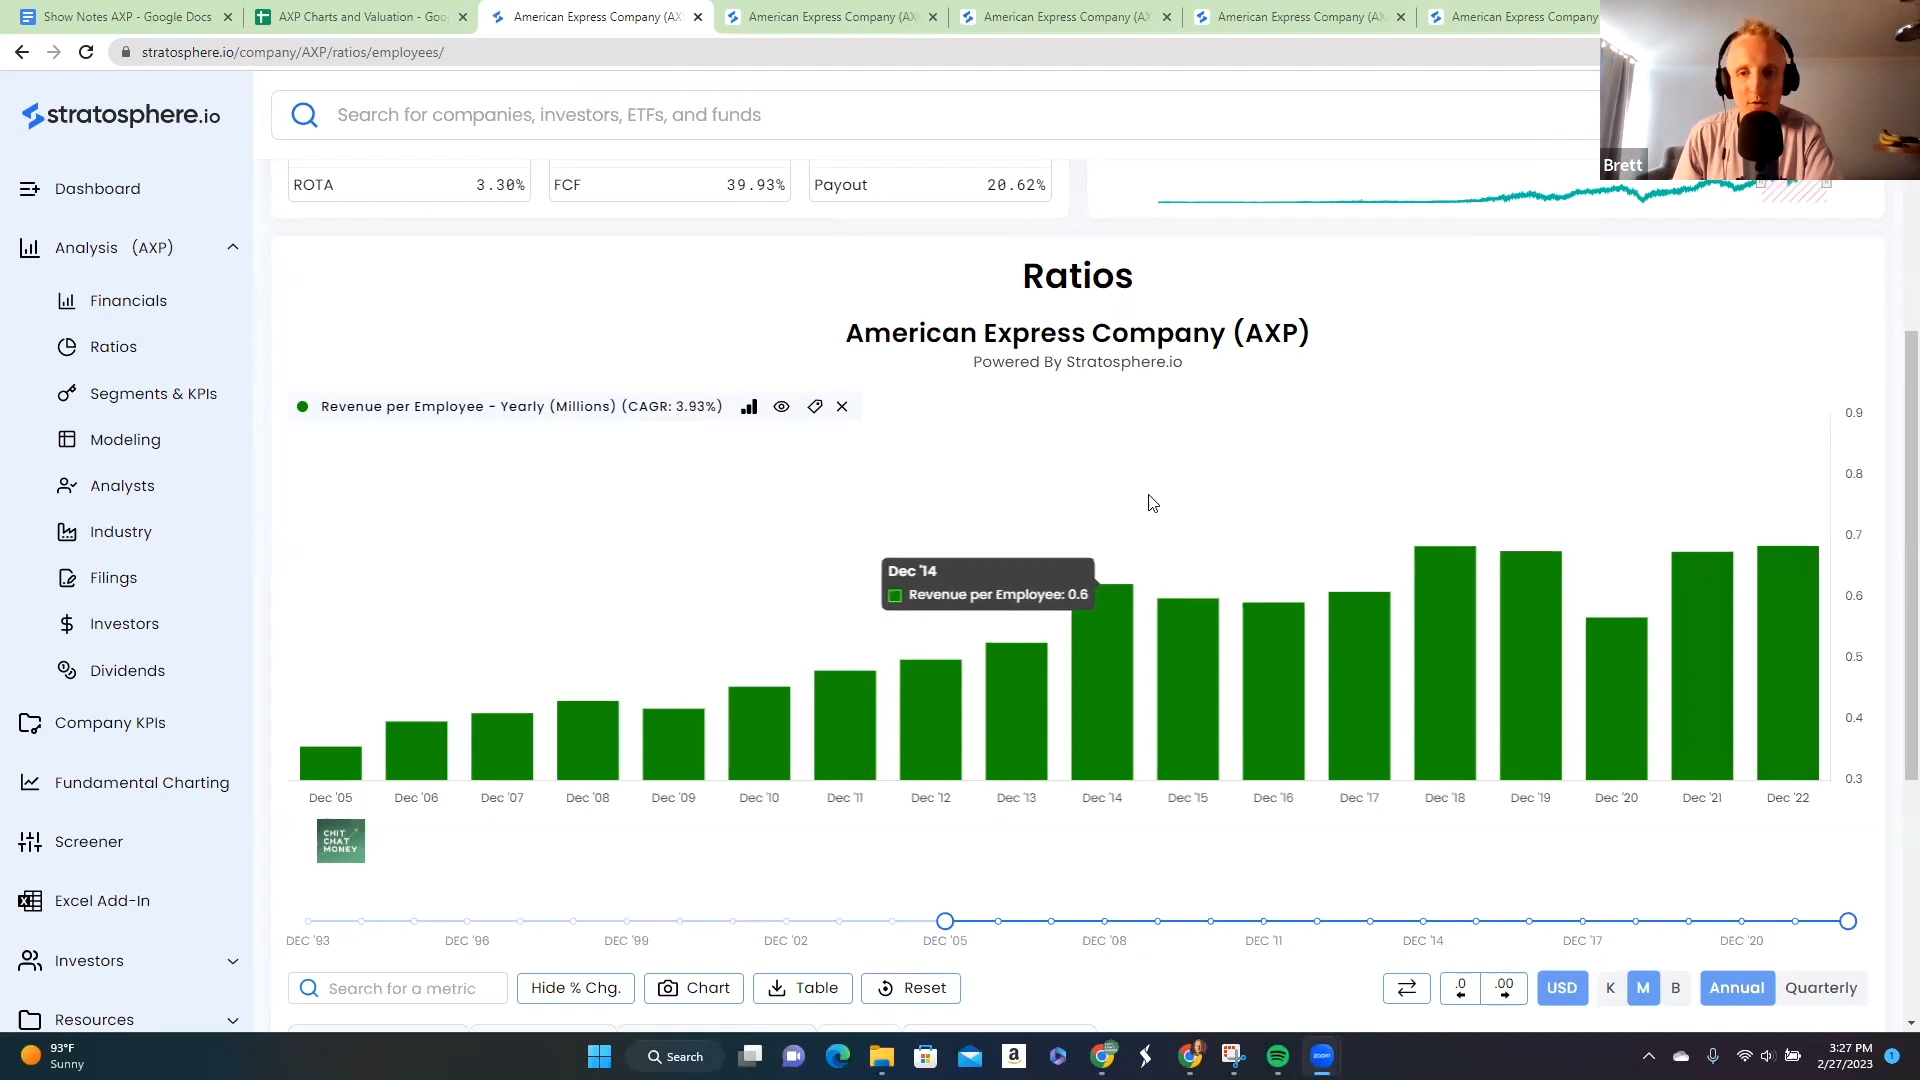 Show Notes AXP - Google Docs
AXP Charts and Valuation - Goo
American Express Company (AX
American Express Company (AX
American Express Company (AX
American Express Company (AX
American Express Company
stratosphere.io/company/AXP/ratios/employees/
stratosphere.io
Search for companies, investors, ETFs, and funds
Brett
Dashboard
Analysis (AXP)
Financials
Ratios
Segments & KPIs
Modeling
Analysts
Industry
Filings
Investors
Dividends
Company KPIs
Fundamental Charting
Screener
Excel Add-In
Investors
Resources
ROTA 3.30%
FCF 39.93%
Payout 20.62%
Ratios
American Express Company (AXP)
Powered By Stratosphere.io
Revenue per Employee - Yearly (Millions) (CAGR: 3.93%)
0.9
0.8
0.7
0.6
0.5
0.4
0.3
Dec '14
Revenue per Employee: 0.6
Dec '05 Dec '06 Dec '07 Dec '08 Dec '09 Dec '10 Dec '11 Dec '12 Dec '13 Dec '14 Dec '15 Dec '16 Dec '17 Dec '18 Dec '19 Dec '20 Dec '21 Dec '22
CHIT
CHAT
MONEY
DEC '93 DEC '96 DEC '99 DEC '02 DEC '05 DEC '08 DEC '11 DEC '14 DEC '17 DEC '20
Search for a metric
Hide % Chg.
Chart
Table
Reset
.0
.00
USD
K
M
B
Annual
Quarterly
93°F
Sunny
Search
zoom
3:27 PM
2/27/2023
1